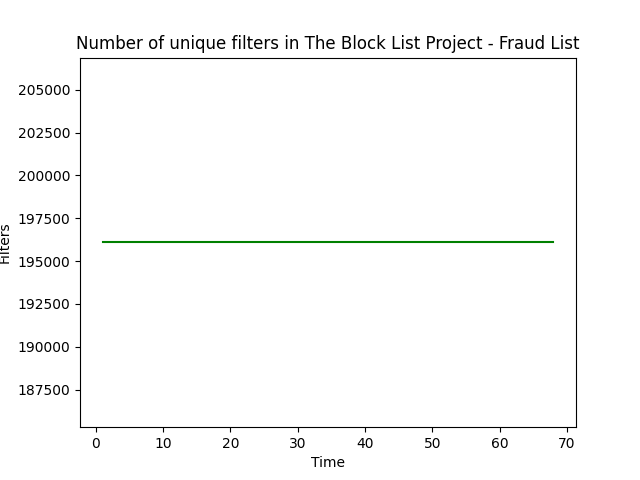 Number of unique filters in The Block List Project - Fraud List
205000
202500
200000
197500
195000
192500
190000
187500
Filters
0 10 20 30 40 50 60 70
Time